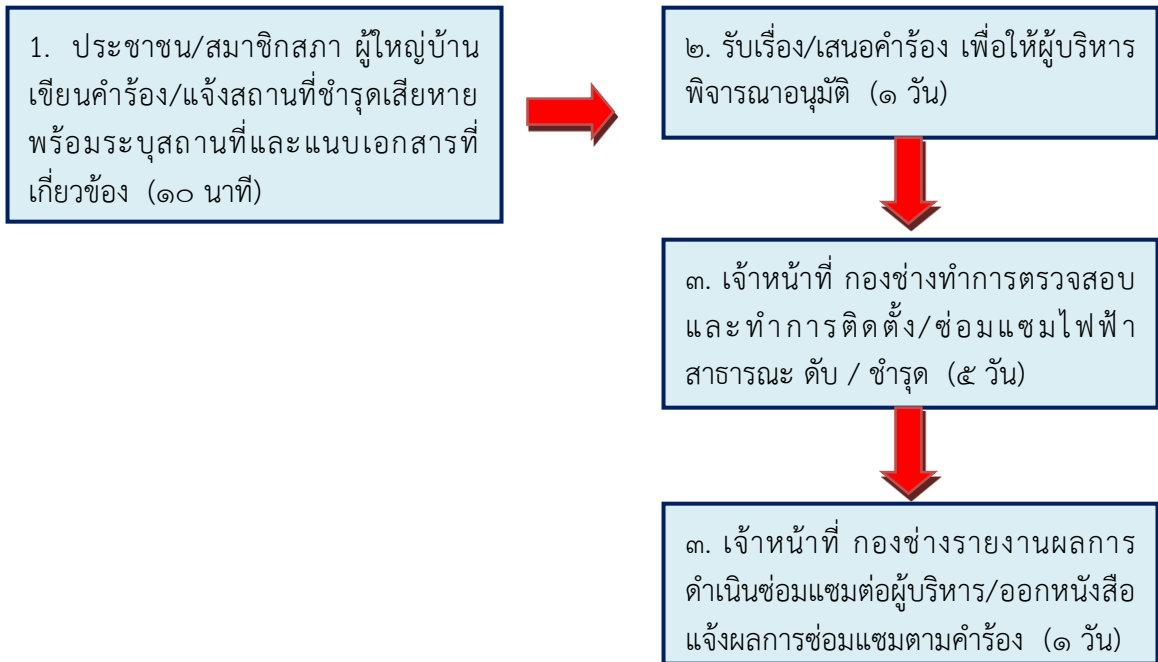 1. ประชาชน/สมาชิกสภา ผู้ใหญ่บ้าน
เขียนคำร้อง/แจ้งสถานที่ชำรุดเสียหาย
พร้อมระบุสถานที่และแนบเอกสารที่
เกี่ยวข้อง (๑๐ นาที)
๒. รับเรื่อง/เสนอคำร้อง เพื่อให้ผู้บริหาร
พิจารณาอนุมัติ (๑ วัน)
๓. เจ้าหน้าที่ กองช่างทำการตรวจสอบ
และทำการติดตั้ง/ซ่อมแซมไฟฟ้า
สาธารณะ ดับ / ชำรุด (๕ วัน)
๓. เจ้าหน้าที่ กองช่างรายงานผลการ
ดำเนินซ่อมแซมต่อผู้บริหาร/ออกหนังสือ
แจ้งผลการซ่อมแซมตามคำร้อง (๑ วัน)